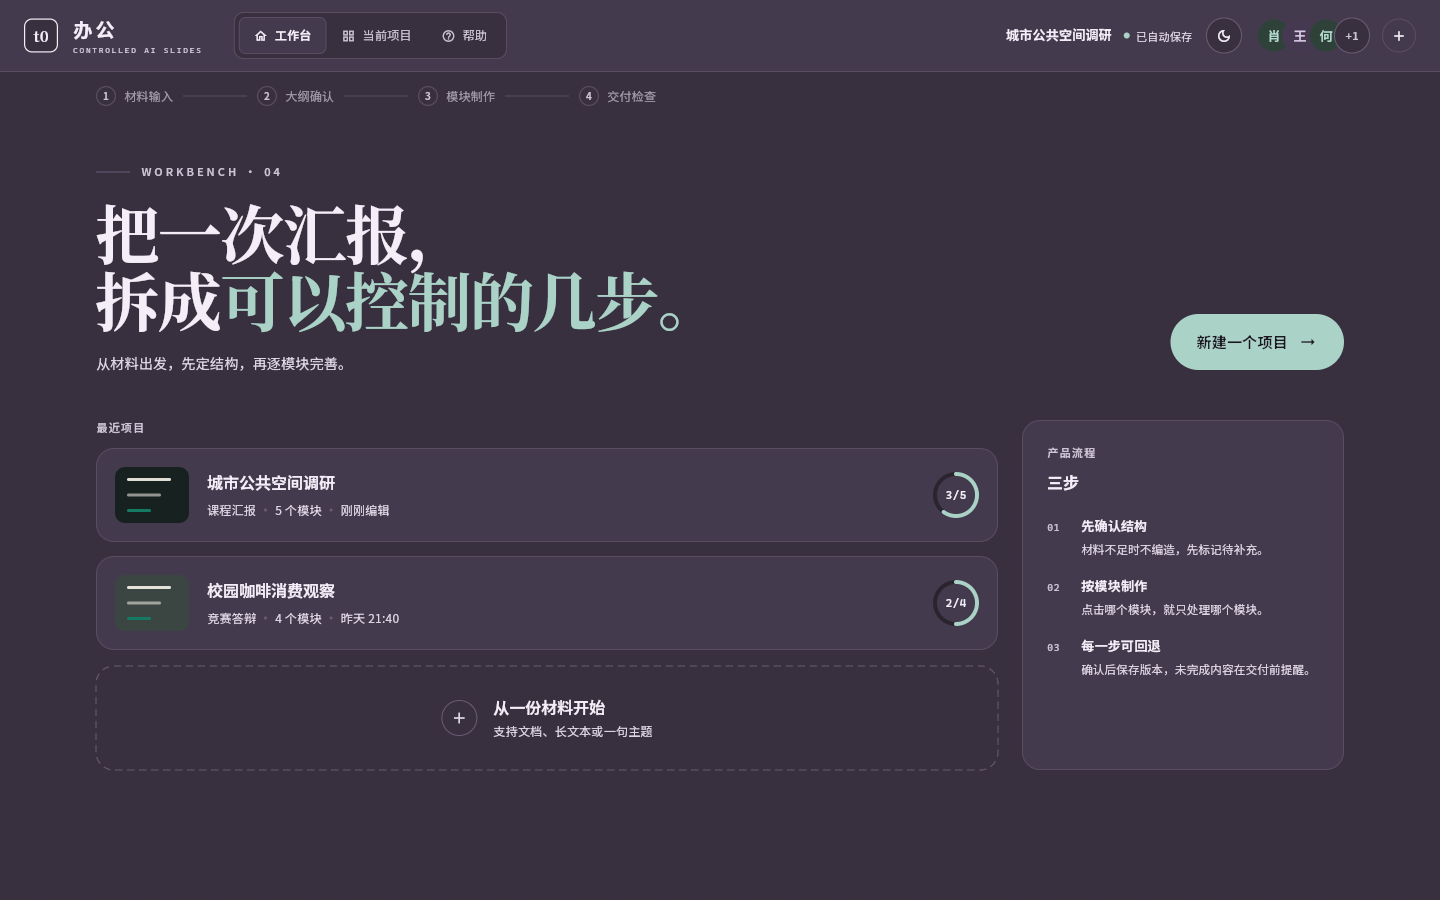 t0
办公
CONTROLLED AI SLIDES
工作台
当前项目
帮助
城市公共空间调研
已自动保存
肖
王
何
+1
1 材料输入
2 大纲确认
3 模块制作
4 交付检查
WORKBENCH · 04
把一次汇报,
拆成可以控制的几步。
从材料出发，先定结构，再逐模块完善。
新建一个项目 →
最近项目
城市公共空间调研
课程汇报 · 5 个模块 · 刚刚编辑
3/5
校园咖啡消费观察
竞赛答辩 · 4 个模块 · 昨天 21:40
2/4
从一份材料开始
支持文档、长文本或一句主题
产品流程
三步
01 先确认结构
材料不足时不编造，先标记待补充。
02 按模块制作
点击哪个模块，就只处理哪个模块。
03 每一步可回退
确认后保存版本，未完成内容在交付前提醒。